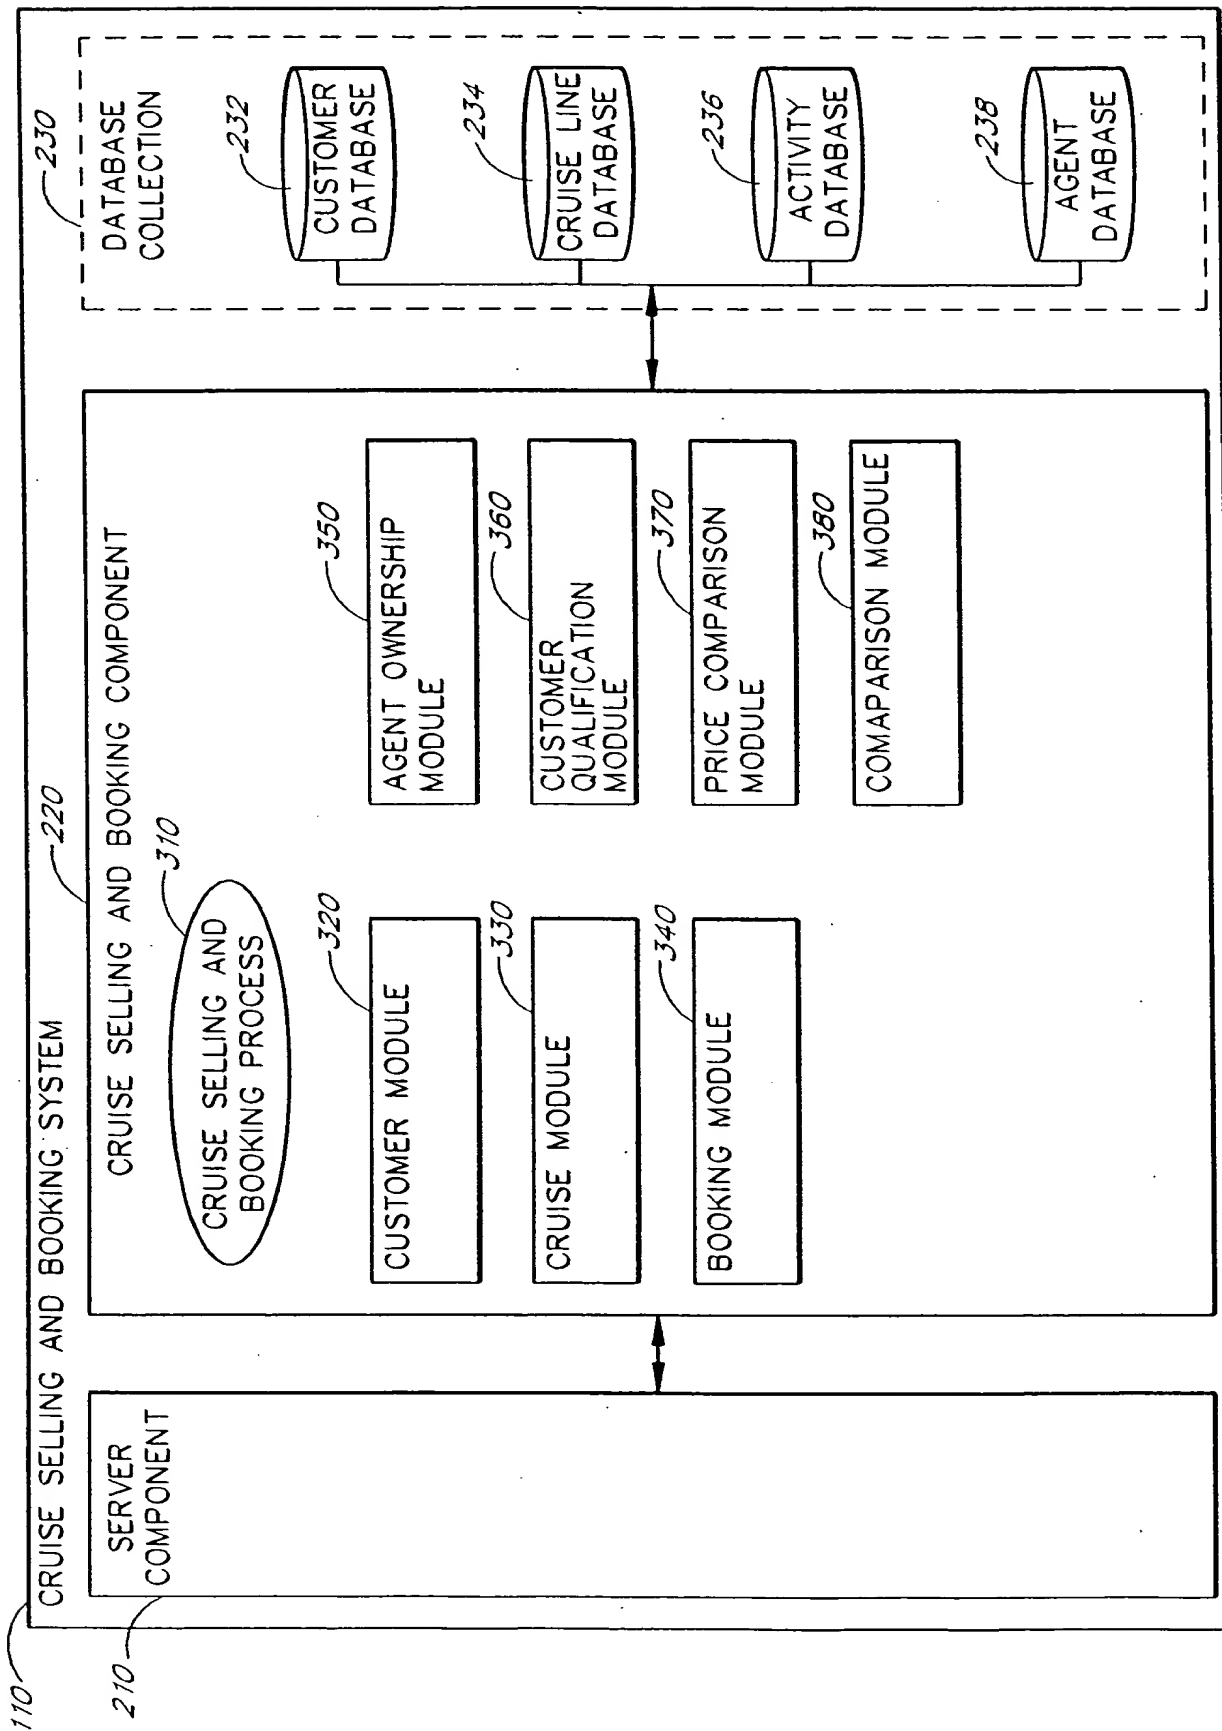 110
CRUISE SELLING AND BOOKING SYSTEM
210
SERVER
COMPONENT
220
CRUISE SELLING AND BOOKING COMPONENT
310
CRUISE SELLING AND
BOOKING PROCESS
320
CUSTOMER MODULE
330
CRUISE MODULE
340
BOOKING MODULE
350
AGENT OWNERSHIP
MODULE
360
CUSTOMER
QUALIFICATION
MODULE
370
PRICE COMPARISON
MODULE
380
COMAPARISON MODULE
230
DATABASE
COLLECTION
232
CUSTOMER
DATABASE
234
CRUISE LINE
DATABASE
236
ACTIVITY
DATABASE
238
AGENT
DATABASE